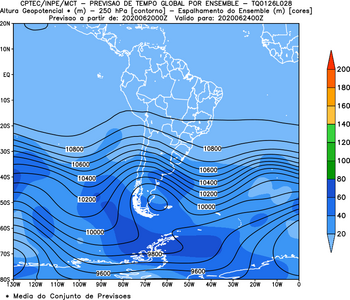 CPTEC/INPE/MCT - PREVISAO DE TEMPO GLOBAL POR ENSEMBLE - TQ0126L028
Altura Geopotencial * (m) - 250 hPa [contorno] - Espalhamento do Ensemble (m) [cores]
Previsao a partir de: 2020062000Z Valido para: 2020062400Z
20N
10N
EQ
10S
20S
30S
40S
50S
60S
70S
80S
10800
10800
10600
10600
10400
10400
10200
10200
10000
10000
9800
9600
9600
130W 120W 110W 100W 90W 80W 70W 60W 50W 40W 30W 20W 10W 0
200
180
160
140
120
100
80
60
40
20
* Media do Conjunto de Previsoes